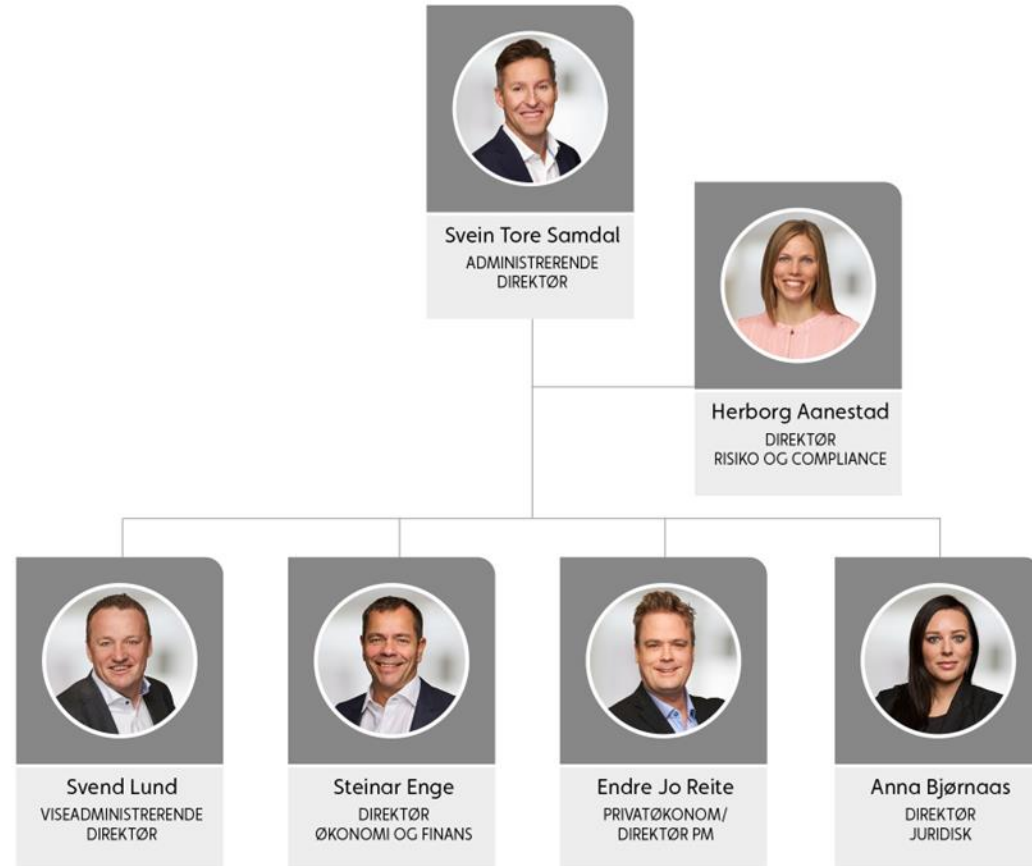 Svein Tore Samdal
ADMINISTRERENDE
DIREKTØR
Herborg Aanestad
DIREKTØR
RISIKO OG COMPLIANCE
Svend Lund
VISEADMINISTRERENDE
DIREKTØR
Steinar Enge
DIREKTØR
ØKONOMI OG FINANS
Endre Jo Reite
PRIVATØKONOM/
DIREKTØR PM
Anna Bjørnaas
DIREKTØR
JURIDISK